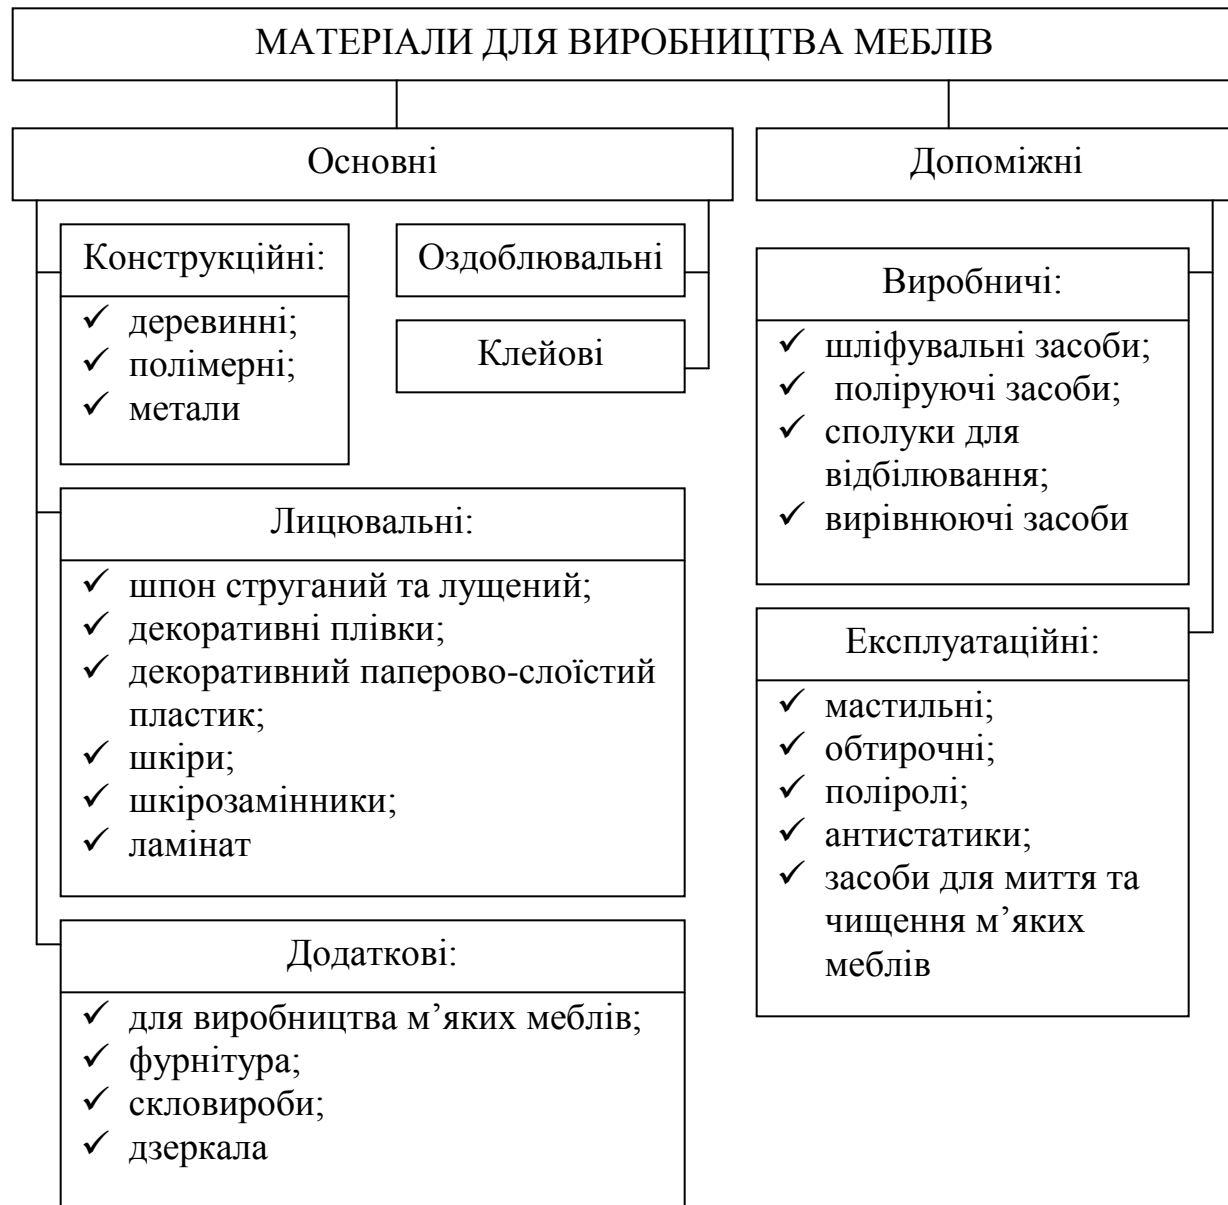 МАТЕРІАЛИ ДЛЯ ВИРОБНИЦТВА МЕБЛІВ
Основні
Конструкційні:
✓ деревинні;
✓ полімерні;
✓ метали
Оздоблювальні
Клейові
Лицювальні:
✓ шпон струганий та лущений;
✓ декоративні плівки;
✓ декоративний паперово-слоїстий
пластик;
✓ шкіри;
✓ шкірозамінники;
✓ ламінат
Додаткові:
✓ для виробництва м’яких меблів;
✓ фурнітура;
✓ скловироби;
✓ дзеркала
Допоміжні
Виробничі:
✓ шліфувальні засоби;
✓ поліруючі засоби;
✓ сполуки для
відбілювання;
✓ вирівнюючі засоби
Експлуатаційні:
✓ мастильні;
✓ обтирочні;
✓ поліролі;
✓ антистатики;
✓ засоби для миття та
чищення м’яких
меблів